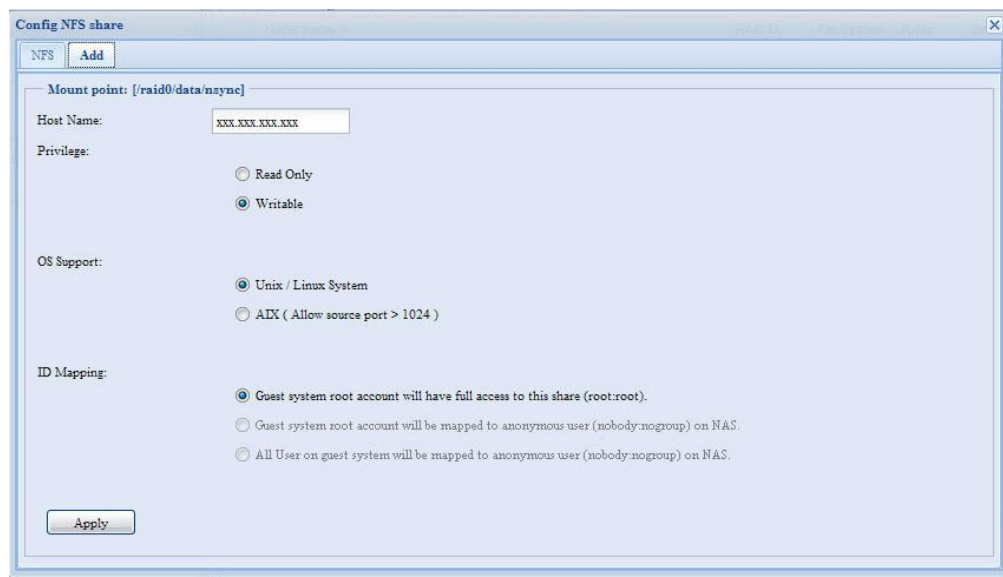 Config NFS share
NFS Add
Mount point: [/raid0/data/nsync]
Host Name: xxx.xxx.xxx.xxx
Privilege:
Read Only
Writable
OS Support:
Unix / Linux System
AIX ( Allow source port > 1024 )
ID Mapping:
Guest system root account will have full access to this share (root:root).
Guest system root account will be mapped to anonymous user (nobody:nogroup) on NAS.
All User on guest system will be mapped to anonymous user (nobody:nogroup) on NAS.
Apply